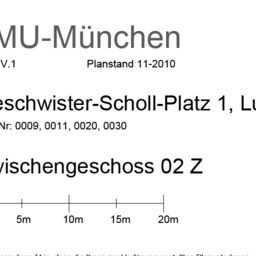 MU-München
V.1 Planstand 11-2010
eschwister-Scholl-Platz 1, Lu
Nr: 0009, 0011, 0020, 0030
vischengeschoss 02 Z
5m 10m 15m 20m